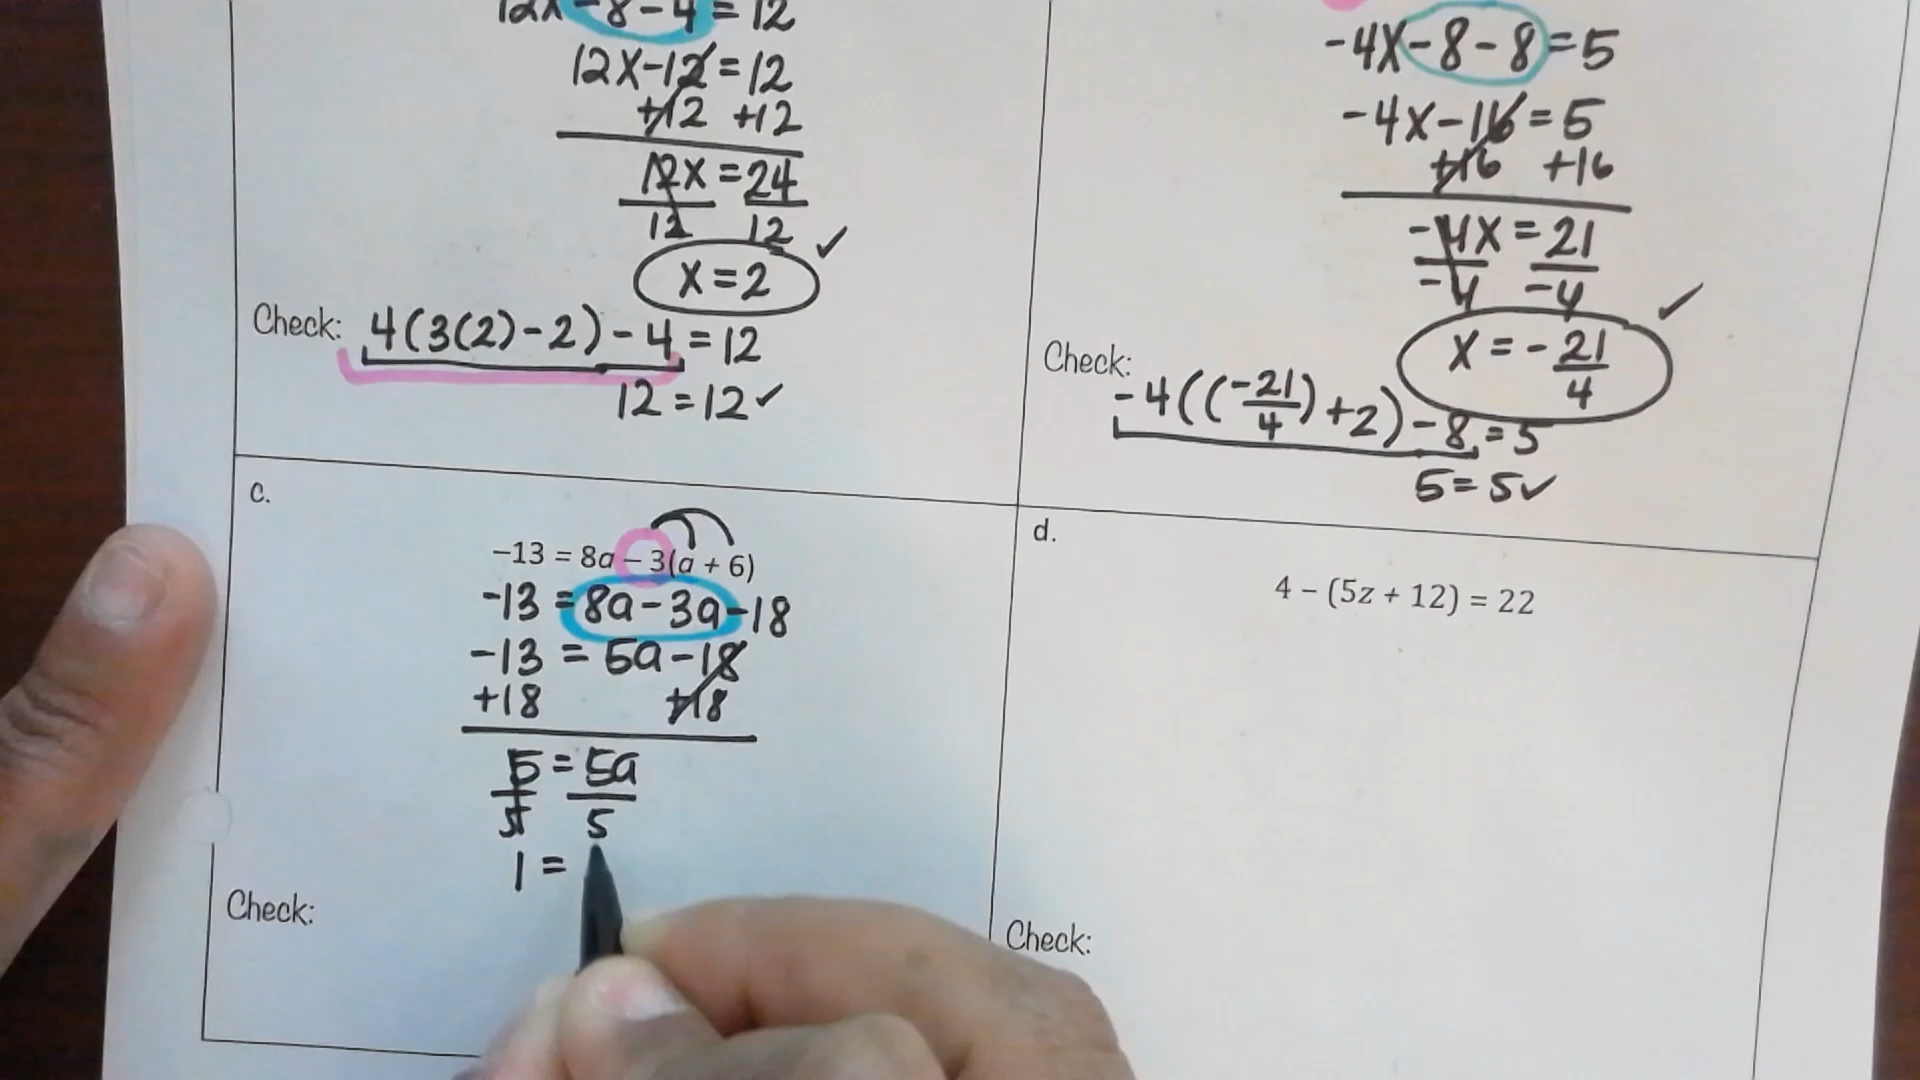 12x - 8 - 4 = 12
12x - 12 = 12
+12 +12
12x = 24
12 12
x = 2 ✓
Check: 4(3(2) - 2) - 4 = 12
12 = 12 ✓
-4x - 8 - 8 = 5
-4x - 16 = 5
+16 +16
-4x = 21
-4 -4
x = -21/4 ✓
Check:
-4((-21/4) + 2) - 8 = 5
5 = 5 ✓
c.
−13 = 8a − 3(a + 6)
-13 = 8a - 3a - 18
-13 = 5a - 18
+18 +18
5 = 5a
5 5
1 =
Check:
d.
4 − (5z + 12) = 22
Check: